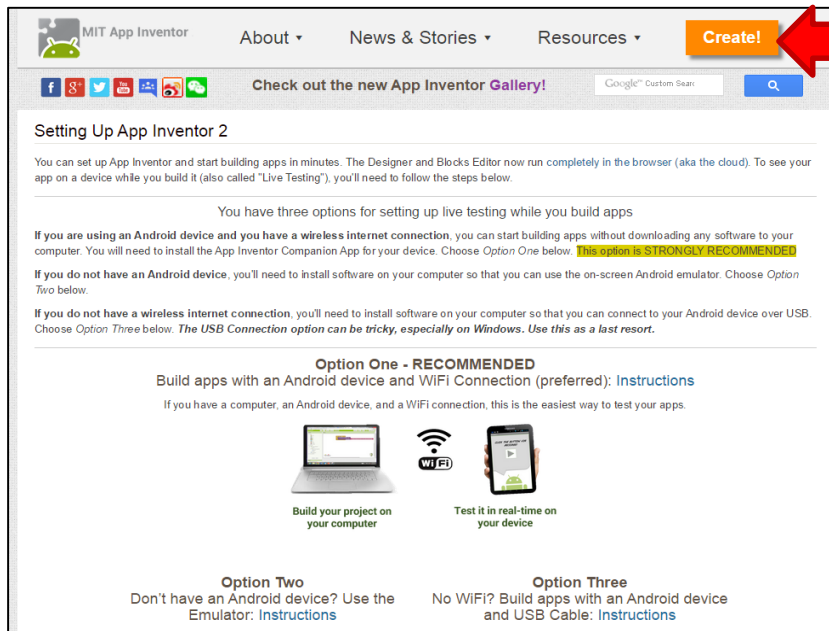 MIT App Inventor
About
News & Stories
Resources
Create!
Check out the new App Inventor Gallery!
Google™ Custom Searc
Setting Up App Inventor 2
You can set up App Inventor and start building apps in minutes. The Designer and Blocks Editor now run completely in the browser (aka the cloud). To see your
app on a device while you build it (also called "Live Testing"), you'll need to follow the steps below.
You have three options for setting up live testing while you build apps
If you are using an Android device and you have a wireless internet connection, you can start building apps without downloading any software to your
computer. You will need to install the App Inventor Companion App for your device. Choose Option One below. This option is STRONGLY RECOMMENDED
If you do not have an Android device, you'll need to install software on your computer so that you can use the on-screen Android emulator. Choose Option
Two below.
If you do not have a wireless internet connection, you'll need to install software on your computer so that you can connect to your Android device over USB.
Choose Option Three below. The USB Connection option can be tricky, especially on Windows. Use this as a last resort.
Option One - RECOMMENDED
Build apps with an Android device and WiFi Connection (preferred): Instructions
If you have a computer, an Android device, and a WiFi connection, this is the easiest way to test your apps.
WiFi
Build your project on
your computer
Test it in real-time on
your device
Option Two
Don't have an Android device? Use the
Emulator: Instructions
Option Three
No WiFi? Build apps with an Android device
and USB Cable: Instructions